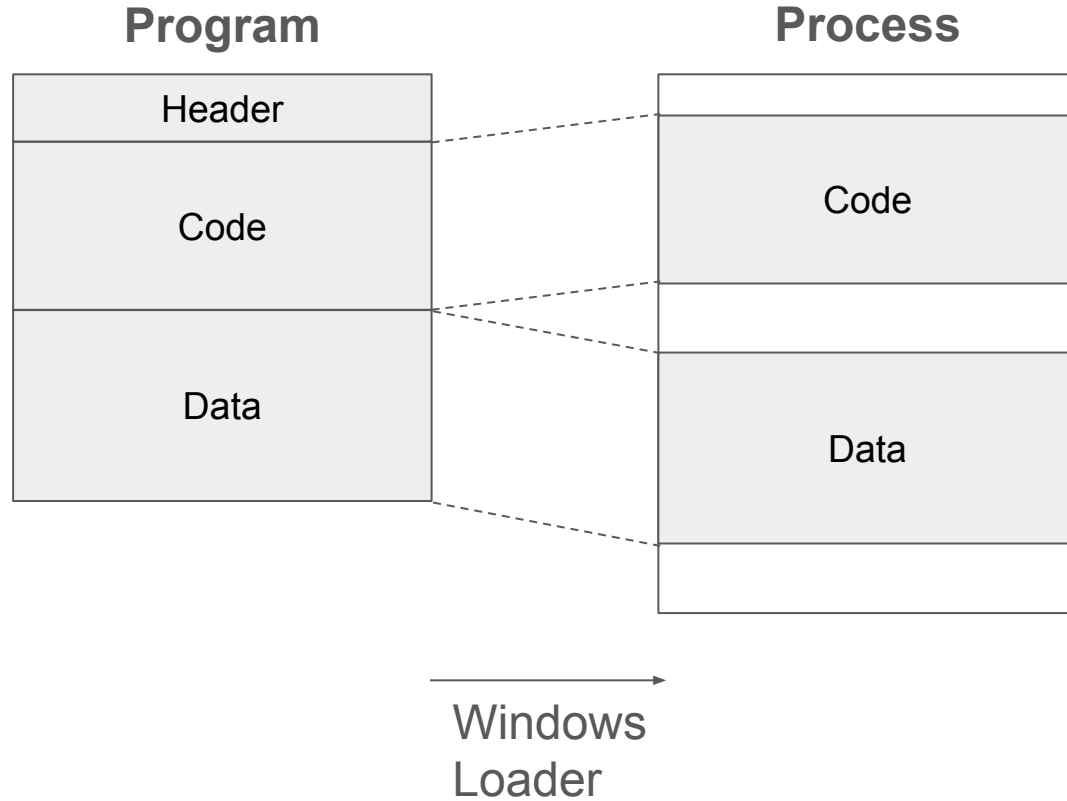 Program
Process
Header
Code
Code
Data
Data
Windows
Loader